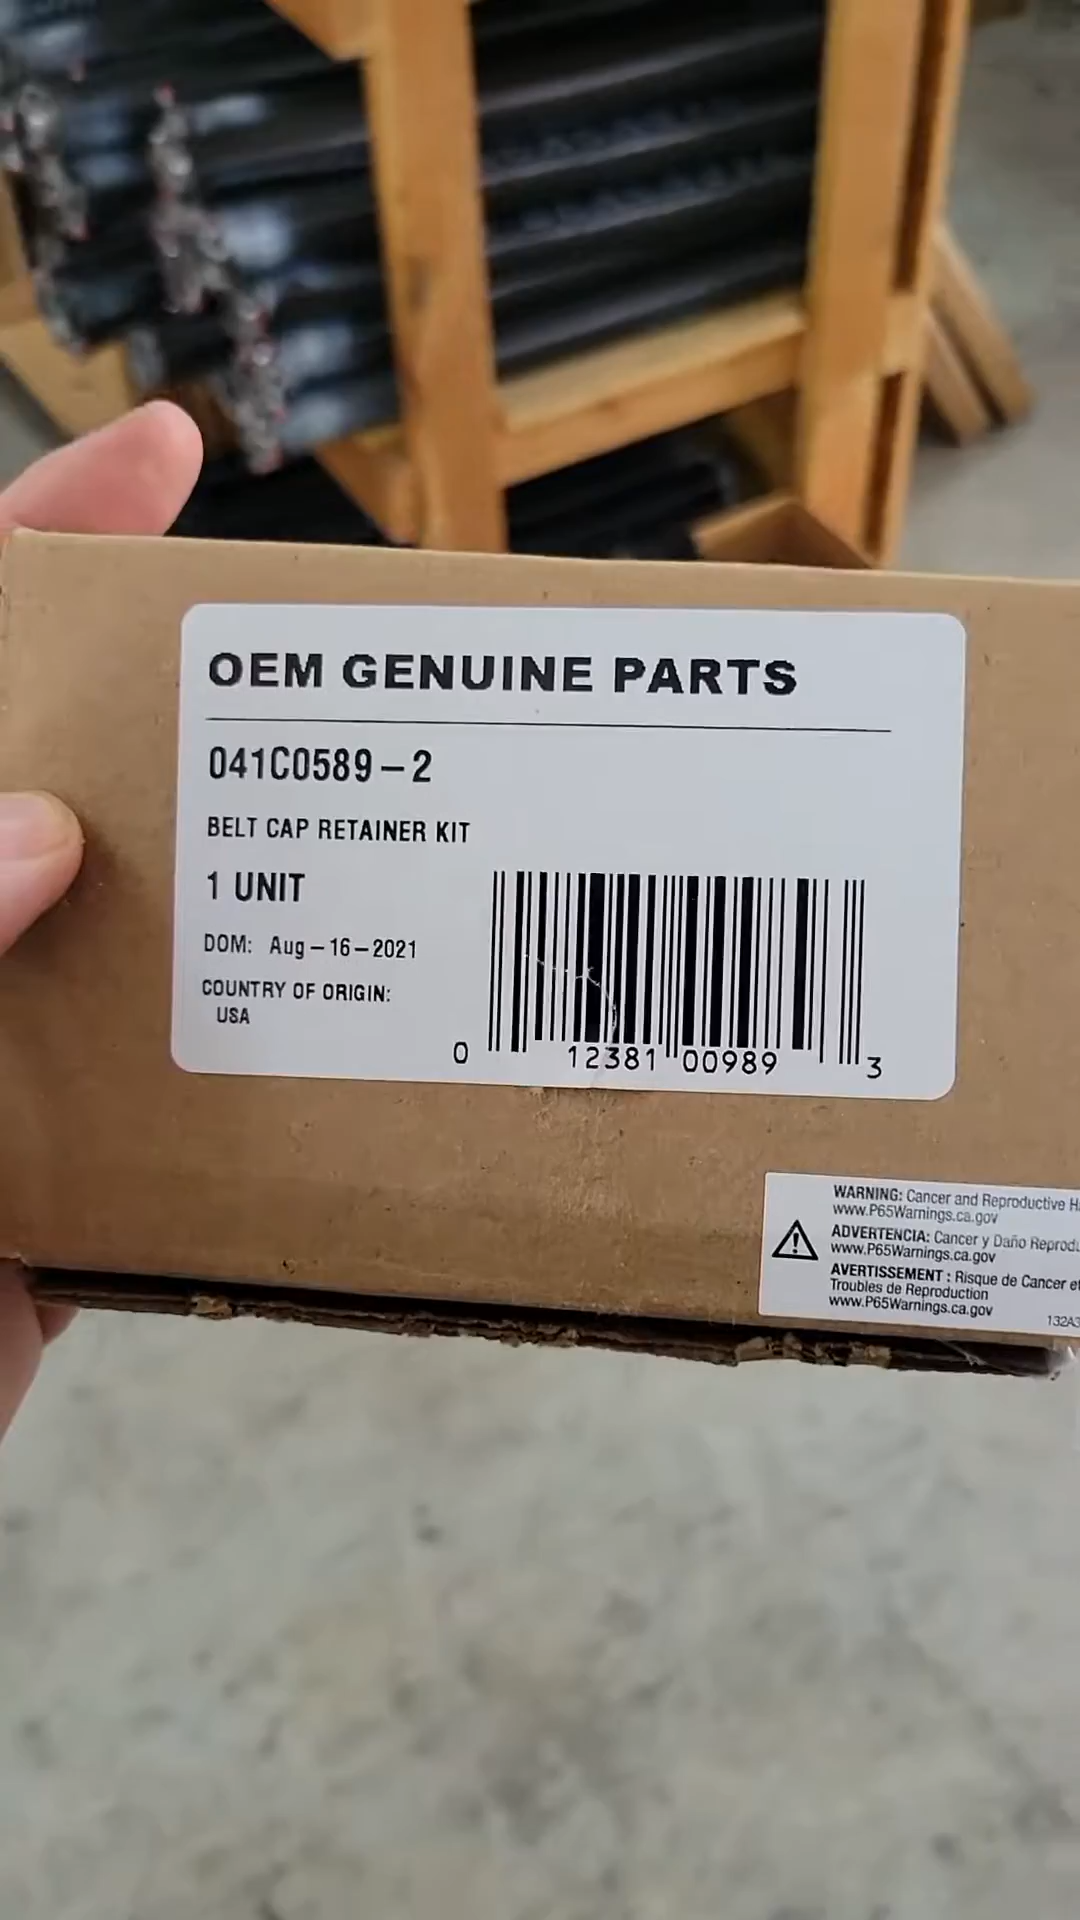 OEM GENUINE PARTS
041C0589-2
BELT CAP RETAINER KIT
1 UNIT
DOM: Aug-16-2021
COUNTRY OF ORIGIN:
USA
0 12381 00989 3
WARNING: Cancer and Reproductive
www.P65Warnings.ca.gov
ADVERTENCIA: Cancer y Daño
www.P65Warnings.ca.gov
AVERTISSEMENT : Risque de Cancer et
Troubles de Reproduction
www.P65Warnings.ca.gov